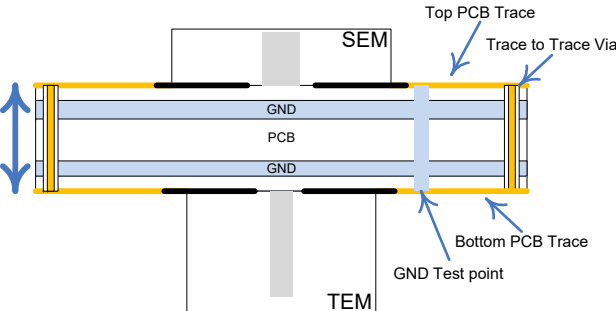 Top PCB Trace
SEM
Trace to Trace Via
GND
PCB
GND
Bottom PCB Trace
GND Test point
TEM